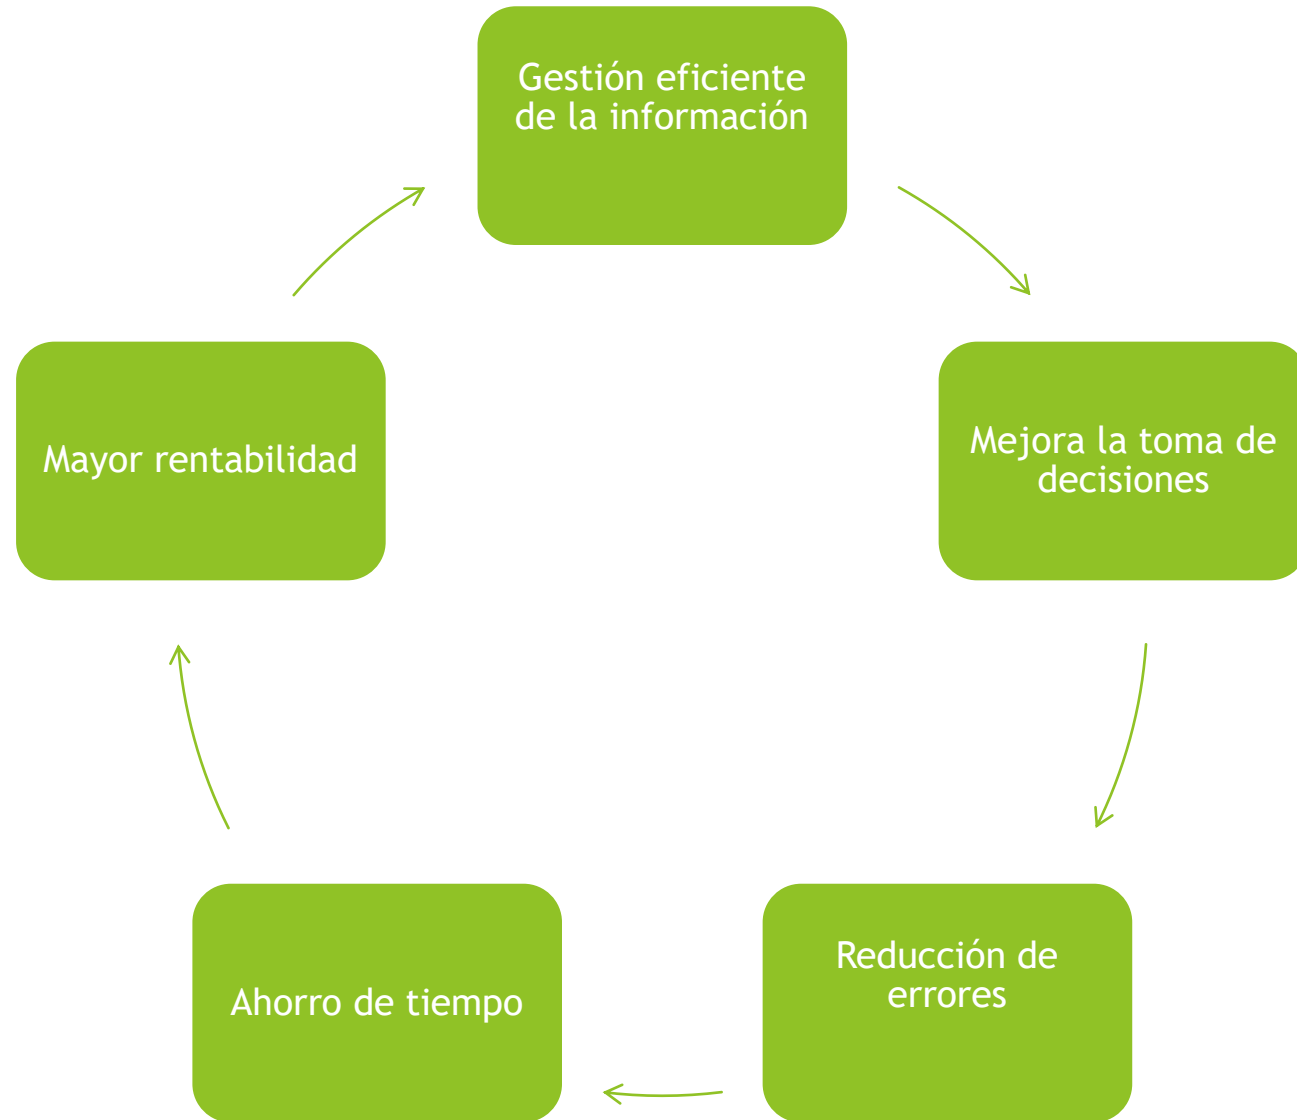 Gestión eficiente
de la información
Mayor rentabilidad
Mejora la toma de
decisiones
Ahorro de tiempo
Reducción de
errores